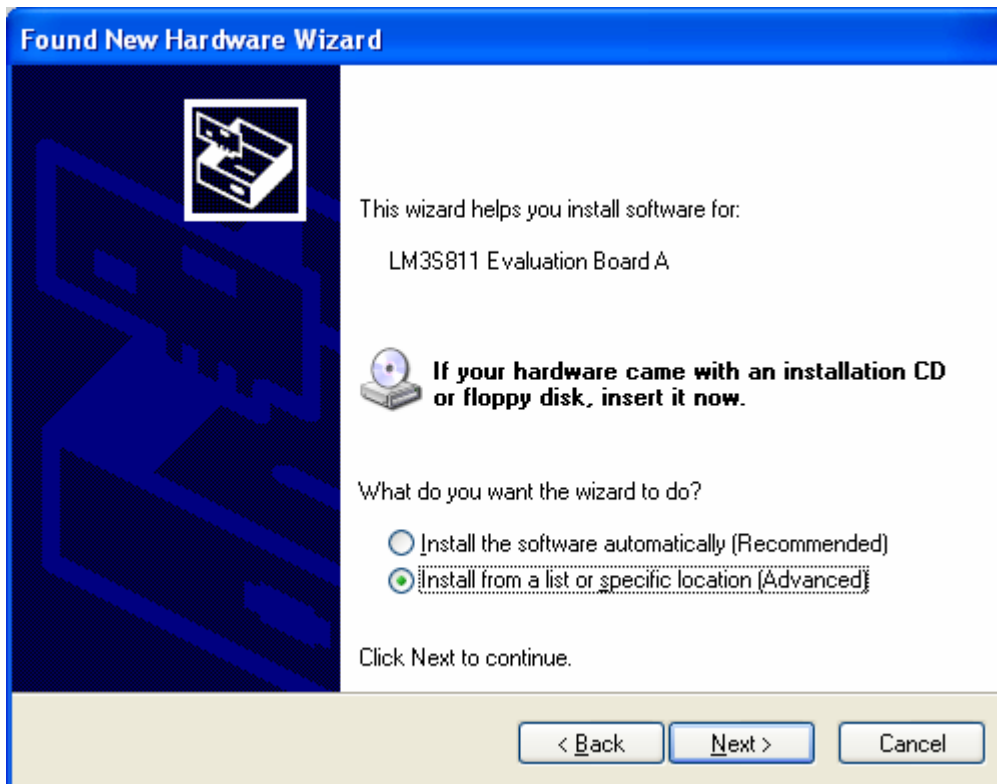 Found New Hardware Wizard
This wizard helps you install software for:
LM3S811 Evaluation Board A
If your hardware came with an installation CD
or floppy disk, insert it now.
What do you want the wizard to do?
Install the software automatically (Recommended)
Install from a list or specific location (Advanced)
Click Next to continue.
< Back
Next >
Cancel